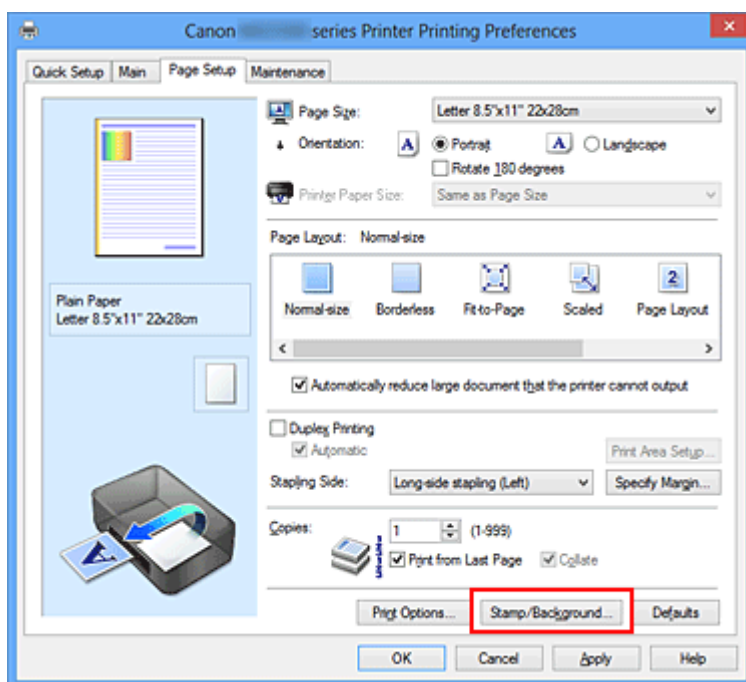 Canon series Printer Printing Preferences
Quick Setup Main Page Setup Maintenance
Page Size: Letter 8.5"x11" 22x28cm
Orientation: A Portrait A Landscape
Rotate 180 degrees
Printer Paper Size: Same as Page Size
Page Layout: Normal-size
2
Normal-size Borderless Fit-to-Page Scaled Page Layout
Plain Paper
Letter 8.5"x11" 22x28cm
Automatically reduce large document that the printer cannot output
Duplex Printing
Automatic Print Area Setup...
Stapling Side: Long-side stapling (Left) Specify Margin...
Copies: 1 (1-999)
Print from Last Page Collate
A
Print Options... Stamp/Background... Defaults
OK Cancel Apply Help